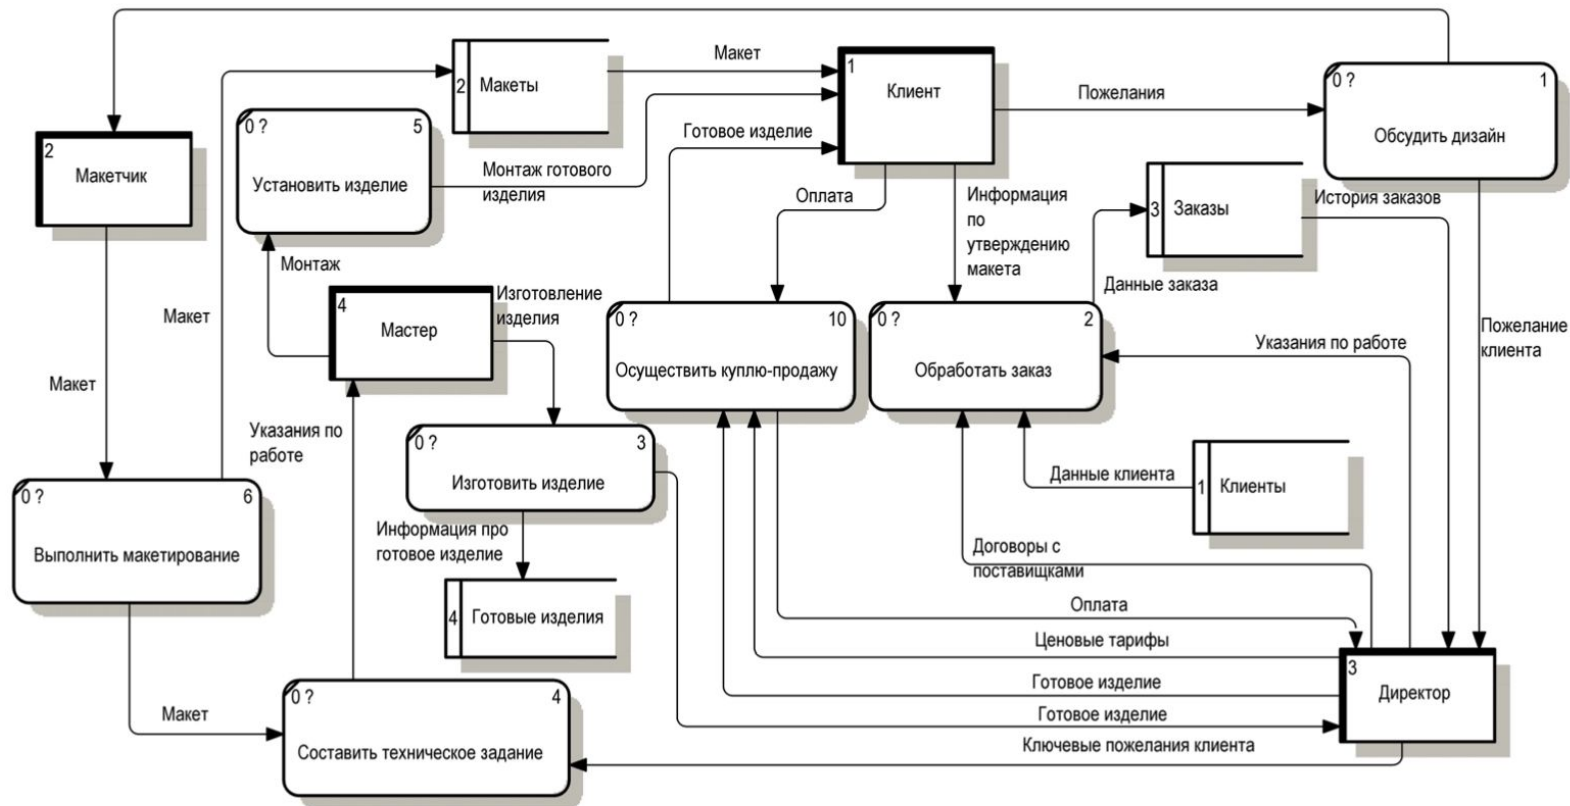 Макет
1
Клиент
2
Макеты
Пожелания
0 ?
1
Обсудить дизайн
2
Макетчик
0 ?
5
Установить изделие
Готовое изделие
Монтаж готового
изделия
Оплата
Информация
по
утверждению
макета
3
Заказы
История заказов
Данные заказа
Монтаж
Макет
4
Мастер
Изготовление
изделия
0 ?
10
Осуществить куплю-продажу
0 ?
2
Обработать заказ
Указания по работе
Пожелание
клиента
Макет
Указания по
работе
0 ?
3
Изготовить изделие
Данные клиента
1
Клиенты
0 ?
6
Выполнить макетирование
Информация про
готовое изделие
4
Готовые изделия
Договоры с
поставищками
Оплата
Ценовые тарифы
Готовое изделие
Готовое изделие
Ключевые пожелания клиента
3
Директор
Макет
0 ?
4
Составить техническое задание